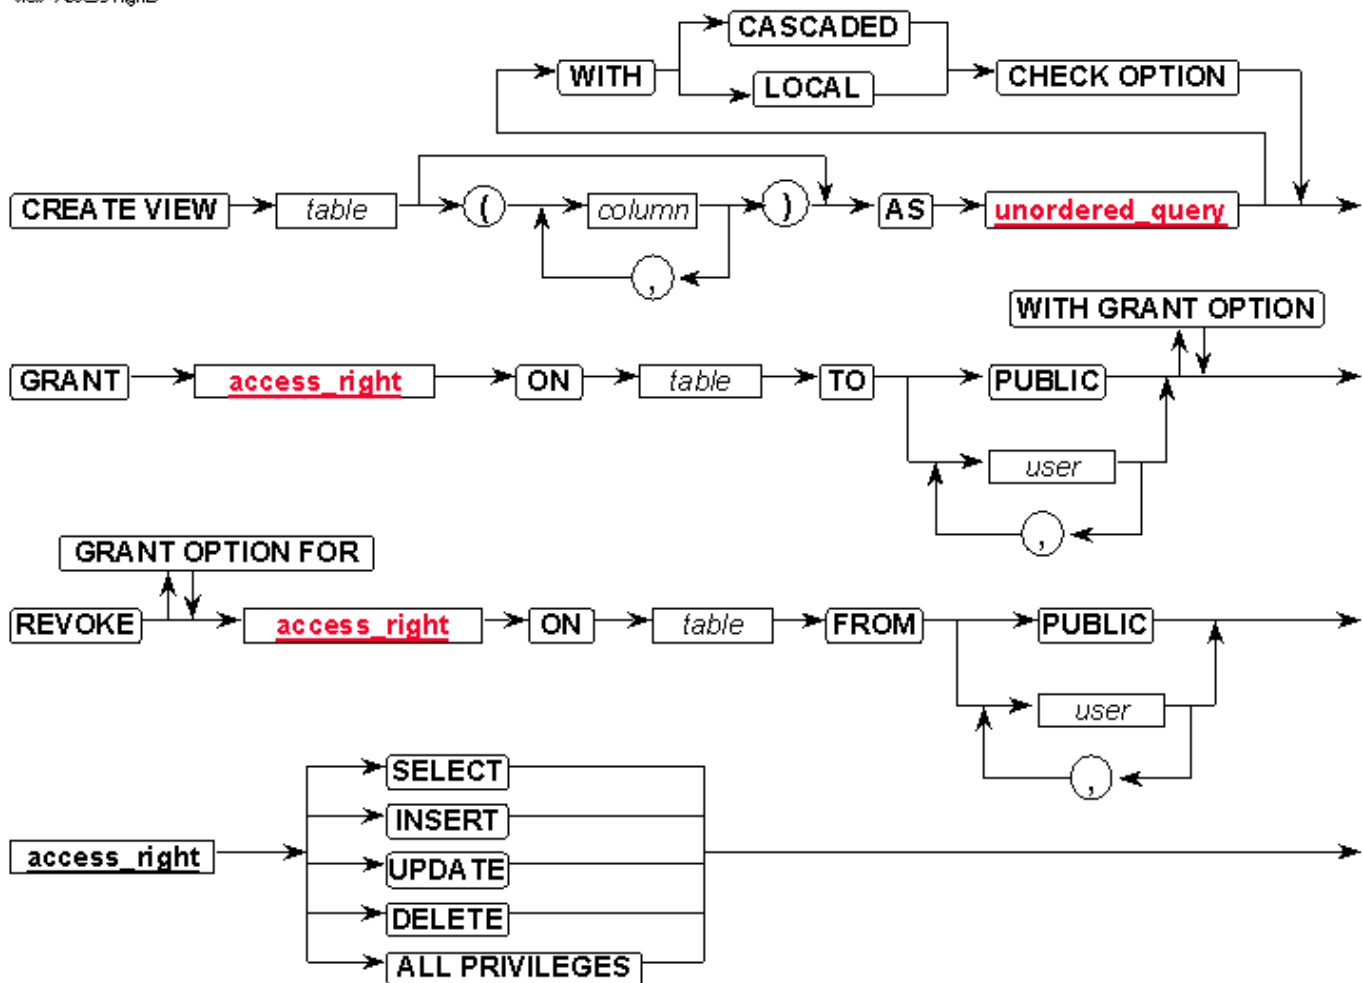 CASCADED
WITH CHECK OPTION
LOCAL
CREATE VIEW table ( column ) AS unordered_query
,
WITH GRANT OPTION
GRANT access_right ON table TO PUBLIC
user
,
GRANT OPTION FOR
REVOKE access_right ON table FROM PUBLIC
user
,
SELECT
INSERT
access_right
UPDATE
DELETE
ALL PRIVILEGES